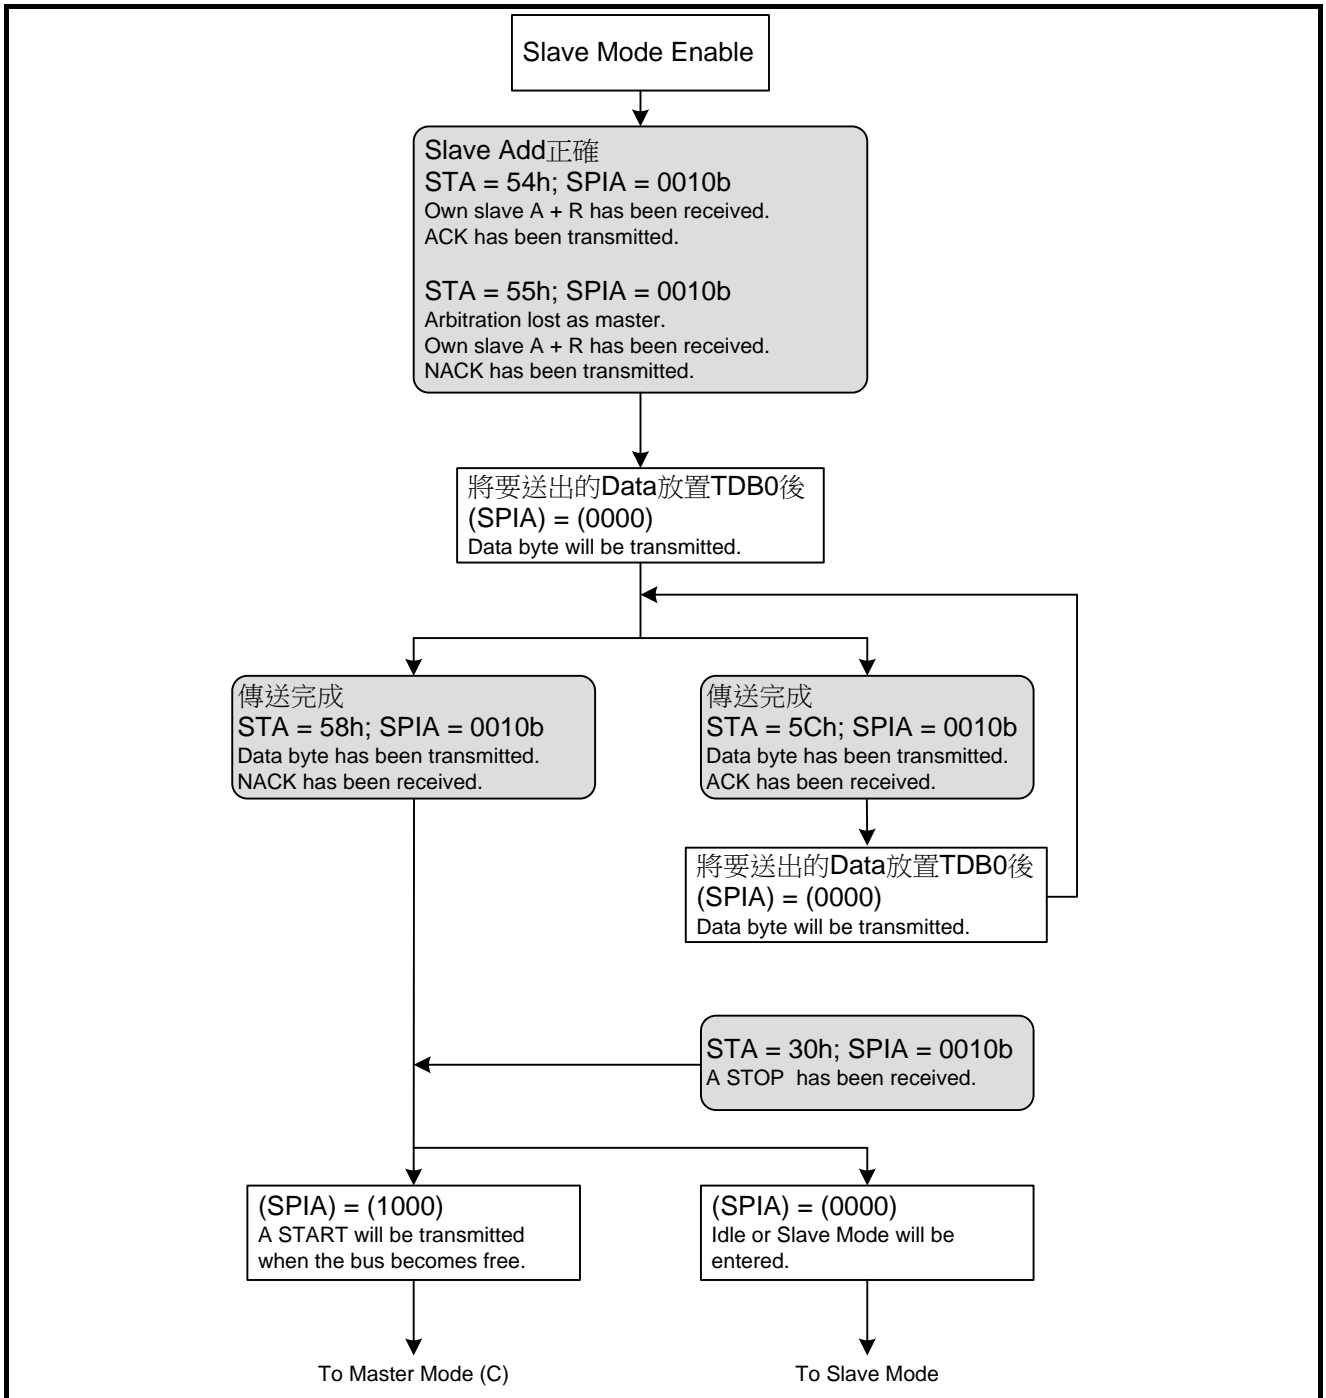 Slave Mode Enable
Slave Add正確
STA = 54h; SPIA = 0010b
Own slave A + R has been received.
ACK has been transmitted.
STA = 55h; SPIA = 0010b
Arbitration lost as master.
Own slave A + R has been received.
NACK has been transmitted.
將要送出的Data放置TDB0後
(SPIA) = (0000)
Data byte will be transmitted.
傳送完成
STA = 58h; SPIA = 0010b
Data byte has been transmitted.
NACK has been received.
傳送完成
STA = 5Ch; SPIA = 0010b
Data byte has been transmitted.
ACK has been received.
將要送出的Data放置TDB0後
(SPIA) = (0000)
Data byte will be transmitted.
STA = 30h; SPIA = 0010b
A STOP has been received.
(SPIA) = (1000)
A START will be transmitted
when the bus becomes free.
(SPIA) = (0000)
Idle or Slave Mode will be
entered.
To Master Mode (C)
To Slave Mode